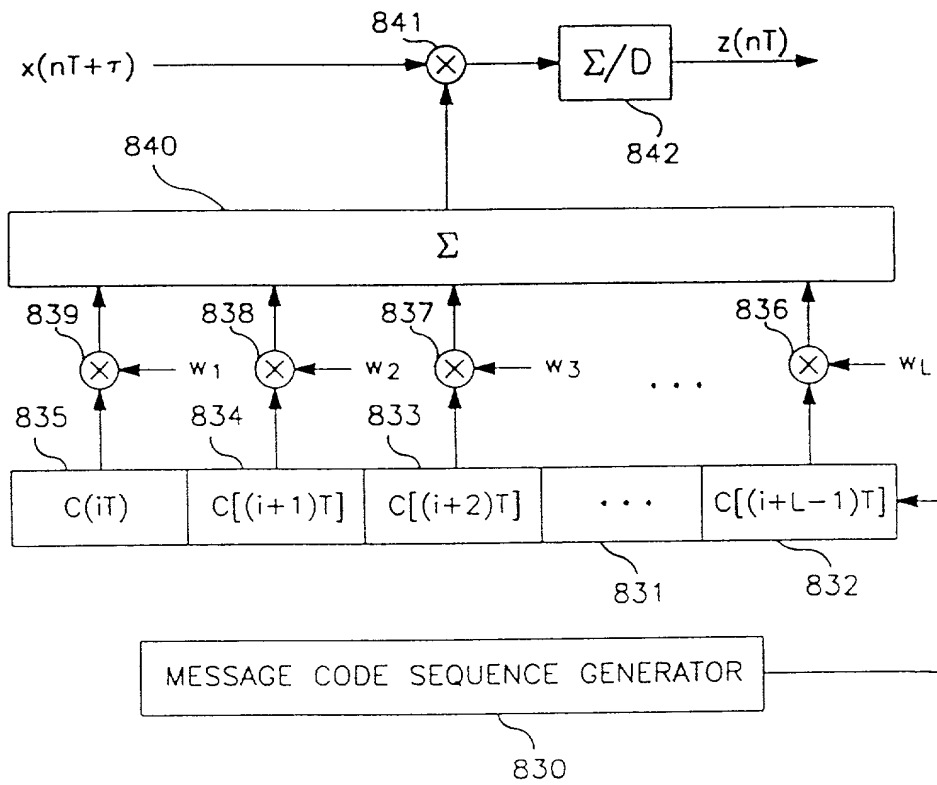 841
x(nT+τ)
Σ/D
z(nT)
842
840
Σ
839
838
837
836
w1
w2
w3
. . .
wL
835
834
833
C(iT)
C[(i+1)T]
C[(i+2)T]
. . .
C[(i+L-1)T]
831
832
MESSAGE CODE SEQUENCE GENERATOR
830